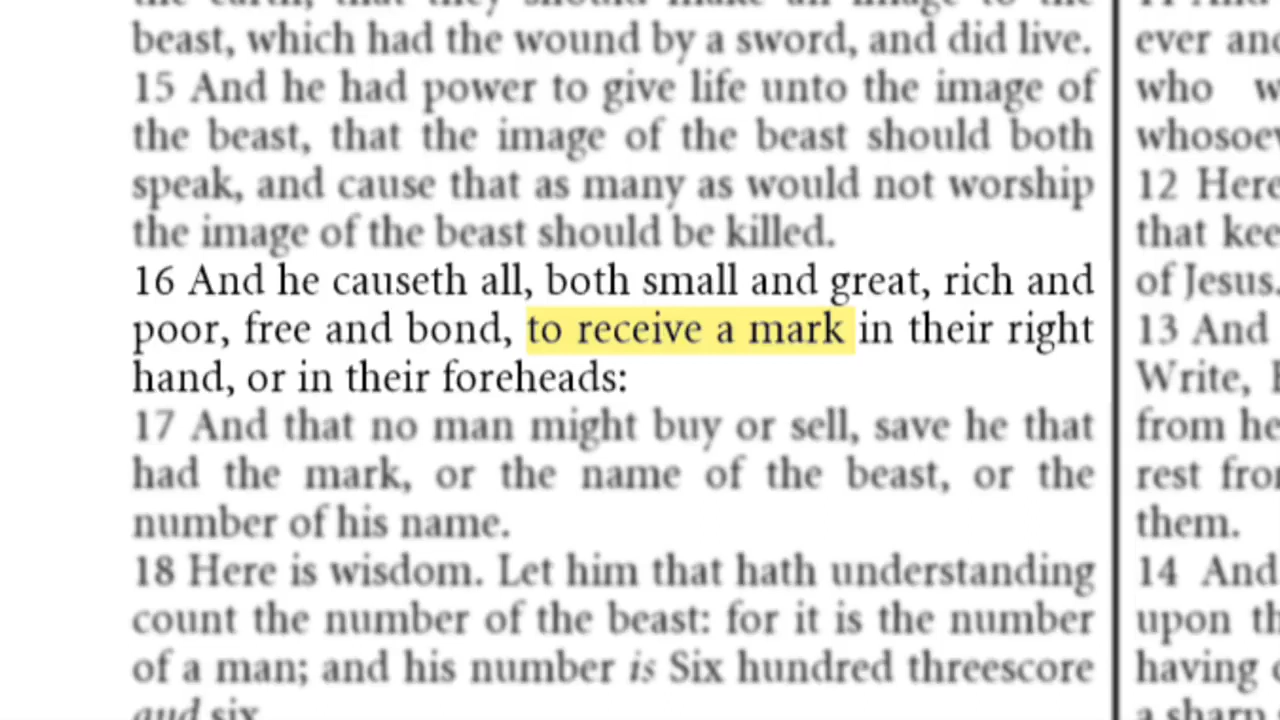 beast, which had the wound by a sword, and did live.
15 And he had power to give life unto the image of
the beast, that the image of the beast should both
speak, and cause that as many as would not worship
the image of the beast should be killed.
16 And he causeth all, both small and great, rich and
poor, free and bond, to receive a mark in their right
hand, or in their foreheads:
17 And that no man might buy or sell, save he that
had the mark, or the name of the beast, or the
number of his name.
18 Here is wisdom. Let him that hath understanding
count the number of the beast: for it is the number
of a man; and his number is Six hundred threescore
and six
who
12
that
of Jesus.
13 And
Write,
from
rest
them.
14 And
upon
having
a